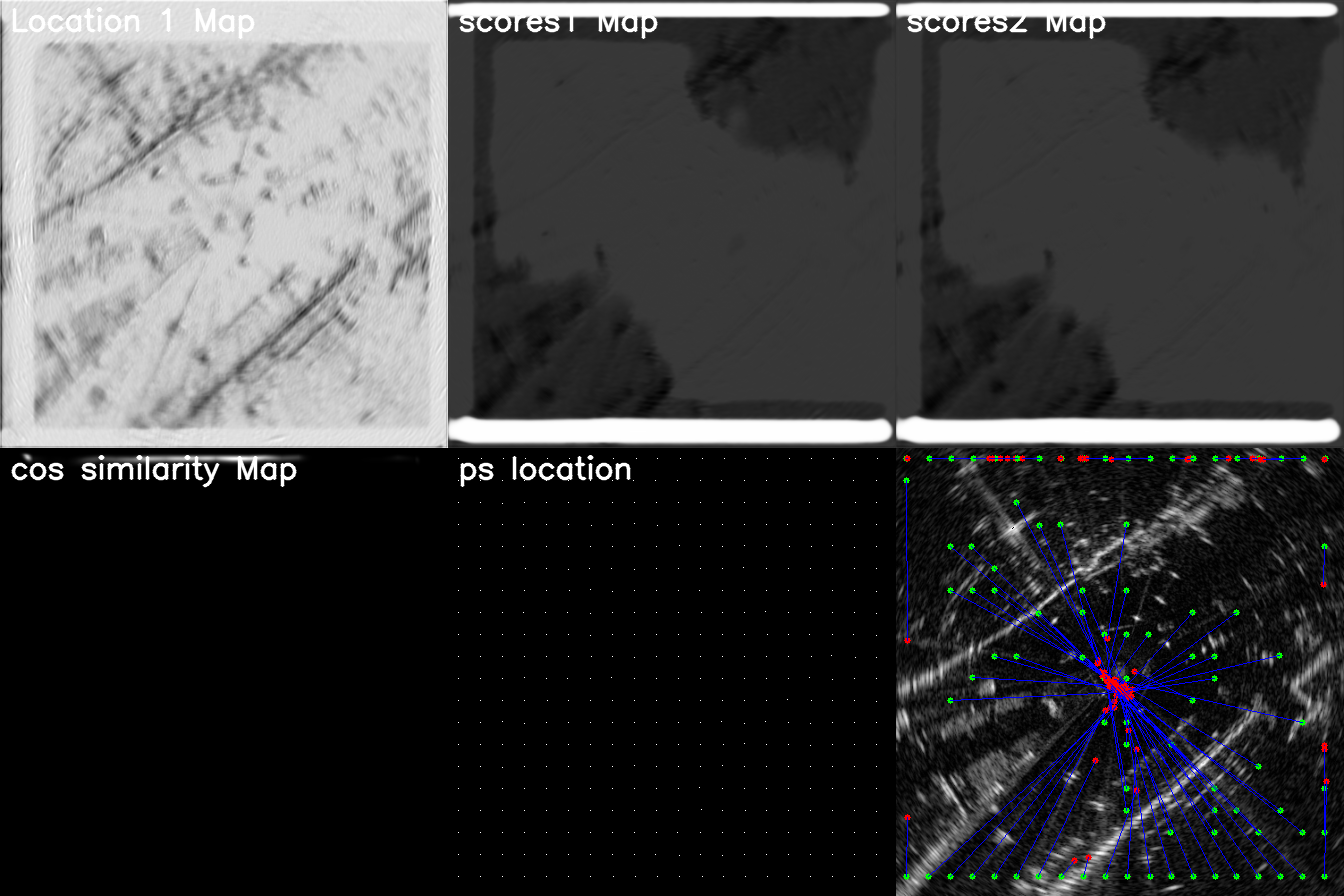 Location 1 Map
scores1 Map
scores2 Map
cos similarity Map
ps location